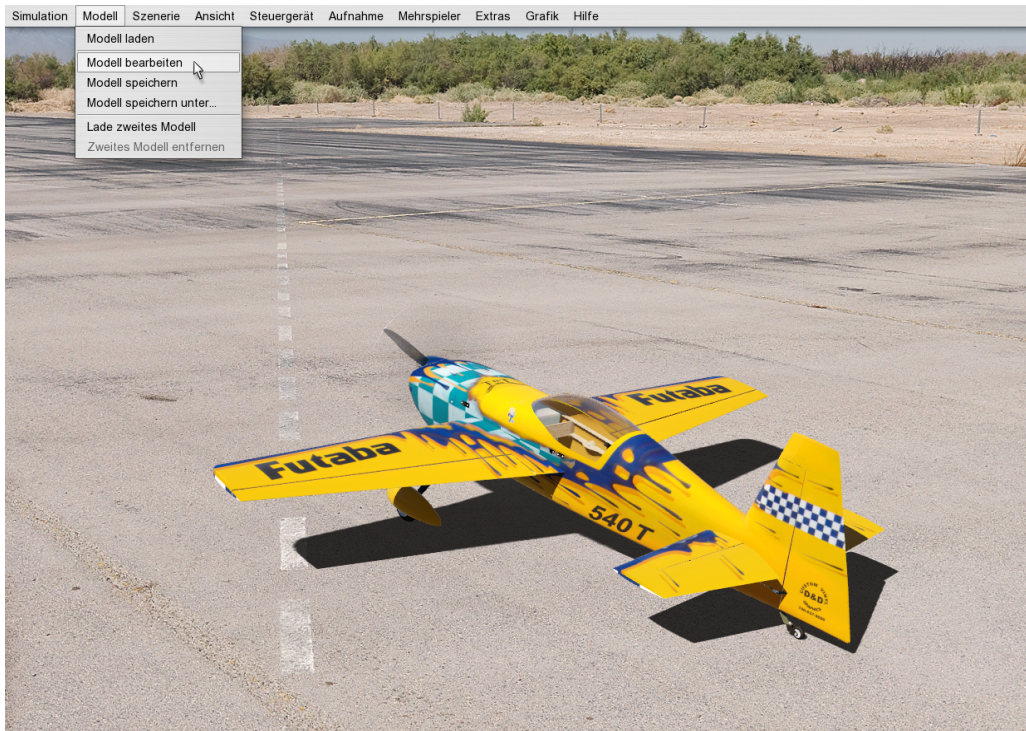 Simulation Modell Szenerie Ansicht Steuergerät Aufnahme Mehrspieler Extras Grafik Hilfe
Modell laden
Modell bearbeiten
Modell speichern
Modell speichern unter...
Lade zweites Modell
Zweites Modell entfernen
Futaba
Futaba
540 T
D&D